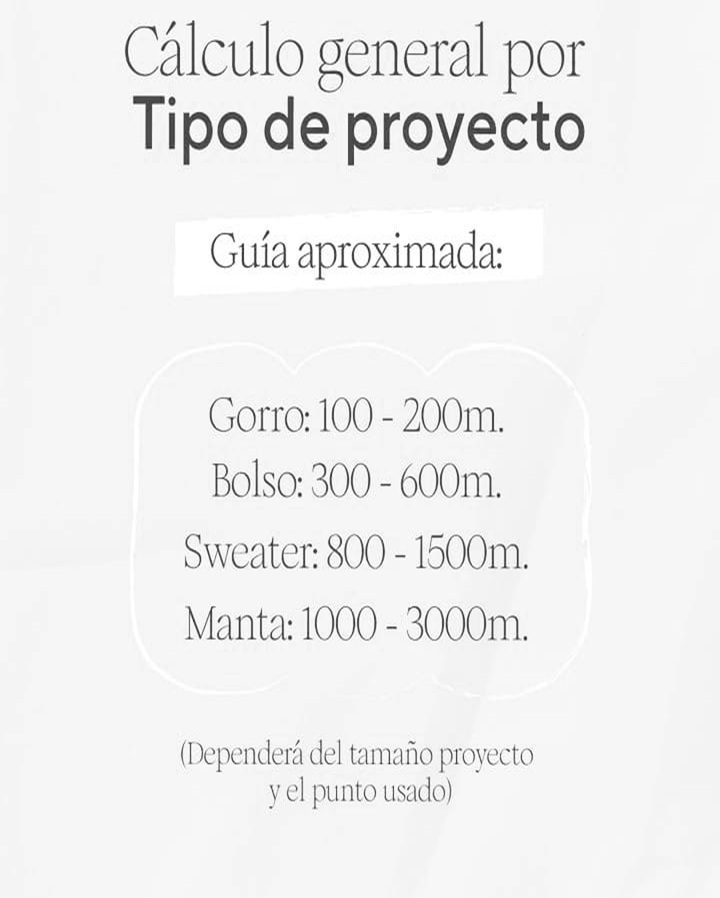 Cálculo general por
Tipo de proyecto
Guía aproximada:
Gorro: 100 - 200m.
Bolso: 300 - 600m.
Sweater: 800 - 1500m.
Manta: 1000 - 3000m.
(Dependerá del tamaño proyecto
y el punto usado)